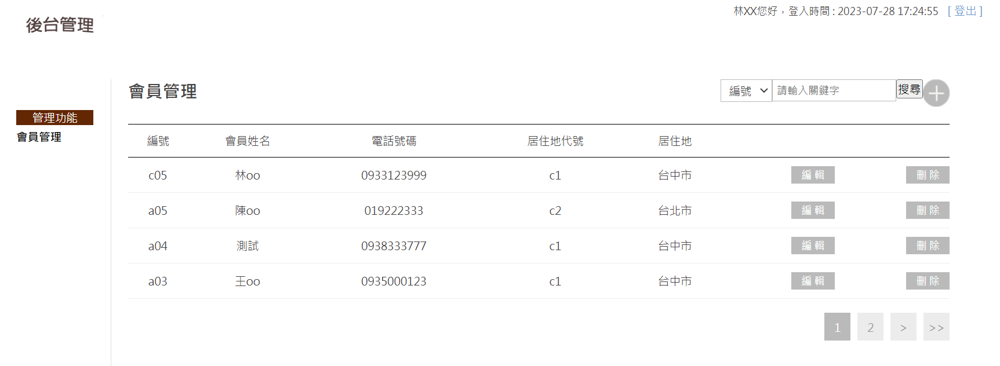 林XX您好，登入時間 : 2023-07-28 17:24:55 [ 登出 ]
後台管理
會員管理
編號 請輸入關鍵字 搜尋
管理功能
會員管理
編號 會員姓名 電話號碼 居住地代號 居住地
c05 林oo 0933123999 c1 台中市 編 輯 刪 除
a05 陳oo 019222333 c2 台北市 編 輯 刪 除
a04 測試 0938333777 c1 台中市 編 輯 刪 除
a03 王oo 0935000123 c1 台中市 編 輯 刪 除
1 2 > >>